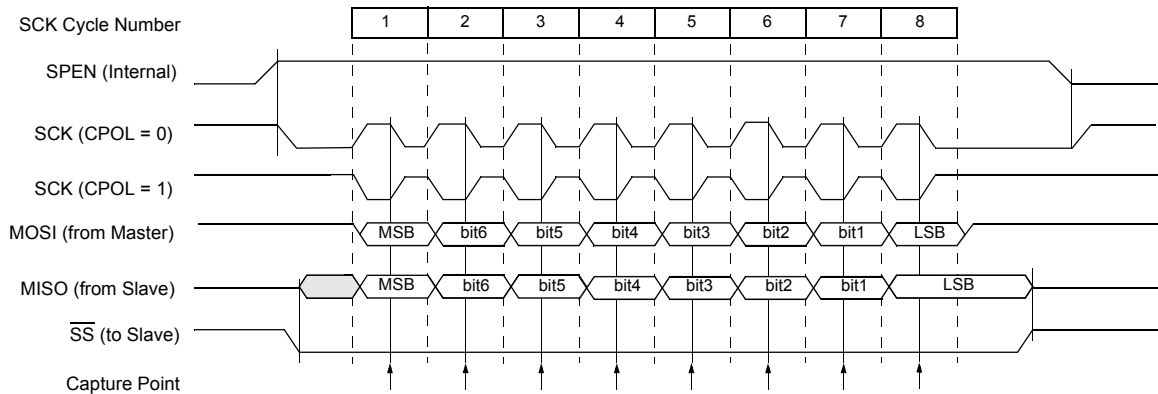 SCK Cycle Number 1 2 3 4 5 6 7 8
SPEN (Internal)
SCK (CPOL = 0)
SCK (CPOL = 1)
MOSI (from Master) MSB bit6 bit5 bit4 bit3 bit2 bit1 LSB
MISO (from Slave) MSB bit6 bit5 bit4 bit3 bit2 bit1 LSB
SS (to Slave)
Capture Point